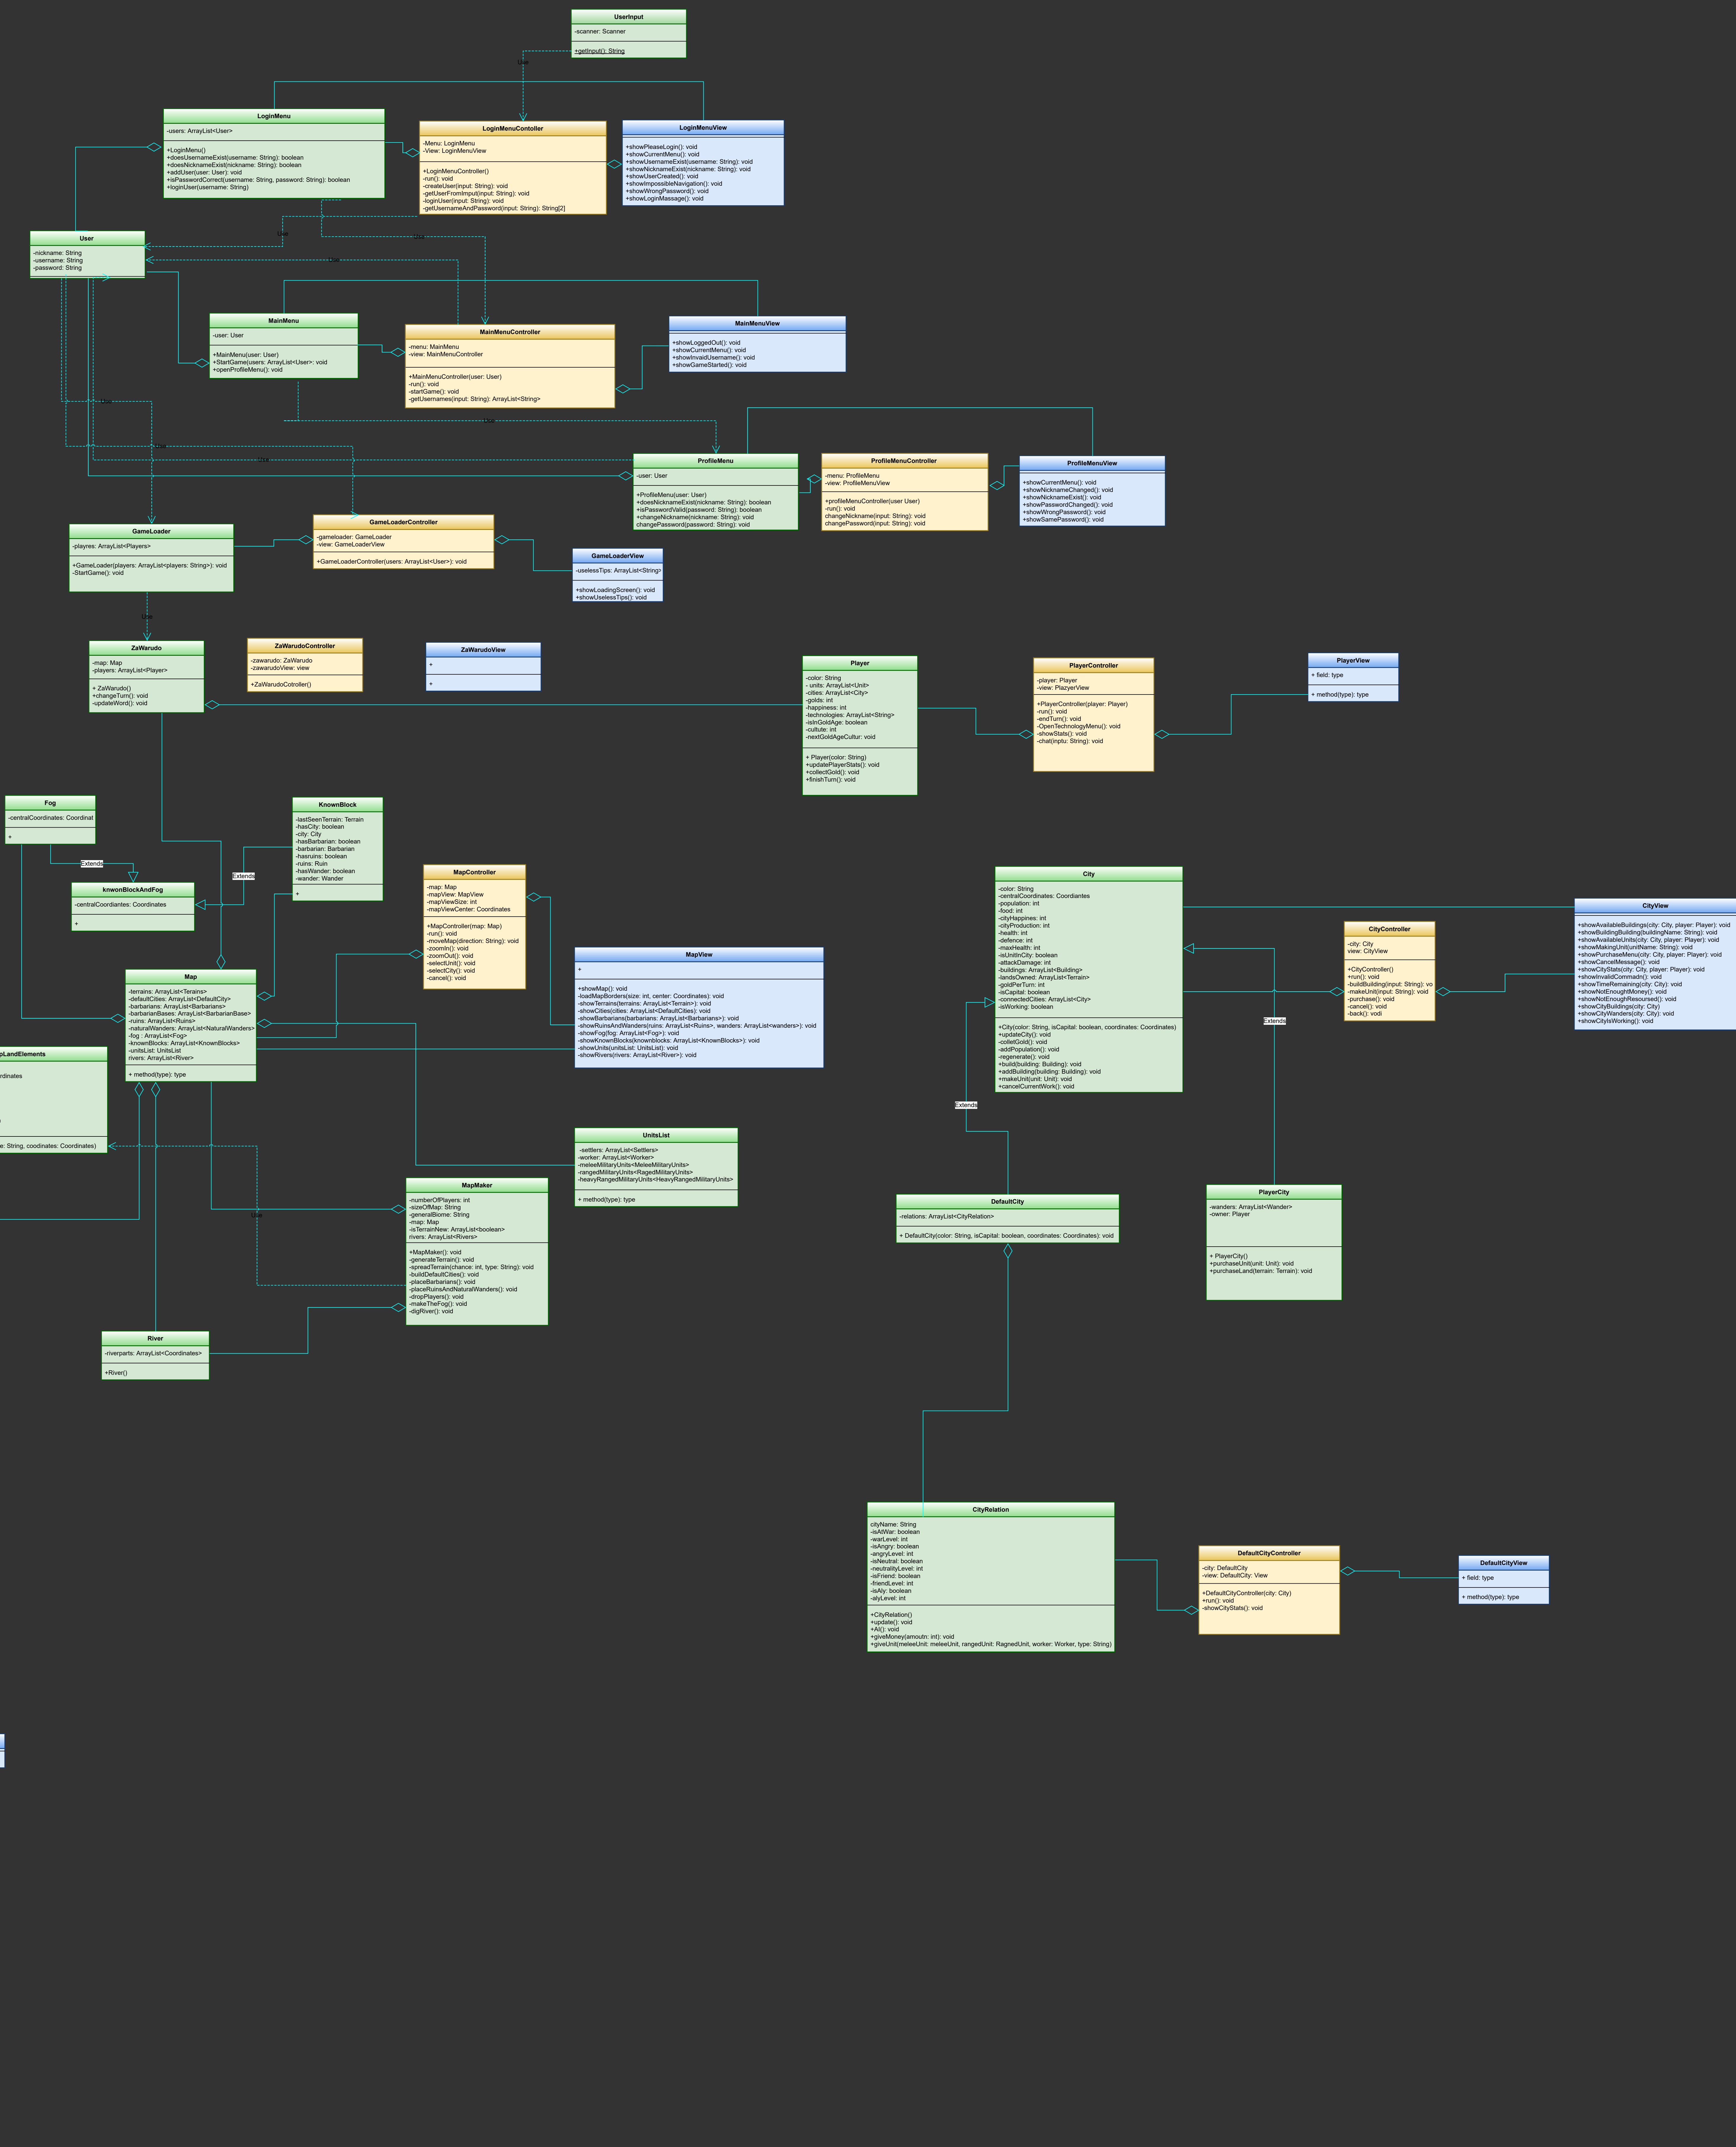 UserInput
-scanner: Scanner
+getInput(): String
Use
LoginMenu
-users: ArrayList<User>
+LoginMenu()
+doesUsernameExist(username: String): boolean
+doesNicknameExist(nickname: String): boolean
+addUser(user: User): void
+isPasswordCorrect(username: String, password: String): boolean
+loginUser(username: String)
LoginMenuContoller
-Menu: LoginMenu
-View: LoginMenuView
+LoginMenuController()
-run(): void
-createUser(input: String): void
-getUserFromImput(input: String): void
-loginUser(input: String): void
-getUsernameAndPassword(input: String): String[2]
LoginMenuView
+showPleaseLogin(): void
+showCurrentMenu(): void
+showUsernameExist(username: String): void
+showNicknameExist(nickname: String): void
+showUserCreated(): void
+showImpossibleNavigation(): void
+showWrongPassword(): void
+showLoginMassage(): void
Use
Use
Use
User
-nickname: String
-username: String
-password: String
MainMenu
-user: User
+MainMenu(user: User)
+StartGame(users: ArrayList<User>: void
+openProfileMenu(): void
MainMenuController
-menu: MainMenu
-view: MainMenuController
+MainMenuController(user: User)
-run(): void
-startGame(): void
-getUsernames(input: String): ArrayList<String>
MainMenuView
+showLoggedOut(): void
+showCurrentMenu(): void
+showInvaidUsername(): void
+showGameStarted(): void
Use
Use
Use
Use
ProfileMenu
-user: User
+ProfileMenu(user: User)
+doesNicknameExist(nickname: String): boolean
+isPasswordValid(password: String): boolean
+changeNickname(nickname: String): void
changePassword(password: String): void
ProfileMenuController
-menu: ProfileMenu
-view: ProfileMenuView
+profileMenuController(user User)
-run(): void
changeNickname(input: String): void
changePassword(input: String): void
ProfileMenuView
+showCurrentMenu(): void
+showNicknameChanged(): void
+showNicknameExist(): void
+showPasswordChanged(): void
+showWrongPassword(): void
+showSamePassword(): void
GameLoader
-playres: ArrayList<Players>
+GameLoader(players: ArrayList<players: String>): void
-StartGame(): void
GameLoaderController
-gameloader: GameLoader
-view: GameLoaderView
+GameLoaderController(users: ArrayList<User>): void
GameLoaderView
-uselessTips: ArrayList<String>
+showLoadingScreen(): void
+showUselessTips(): void
Use
ZaWarudo
-map: Map
-players: ArrayList<Player>
+ ZaWarudo()
+changeTurn(): void
-updateWord(): void
ZaWarudoController
-zawarudo: ZaWarudo
-zawarudoView: view
+ZaWarudoCotroller()
ZaWarudoView
+
+
Player
-color: String
- units: ArrayList<Unit>
-cities: ArrayList<City>
-golds: int
-happiness: int
-technologies: ArrayList<String>
-isInGoldAge: boolean
-cultute: int
-nextGoldAgeCultur: void
+ Player(color: String)
+updatePlayerStats(): void
+collectGold(): void
+finishTurn(): void
PlayerController
-player: Player
-view: PlazyerView
+PlayerController(player: Player)
-run(): void
-endTurn(): void
-OpenTechnologyMenu(): void
-showStats(): void
-chat(inptu: String): void
PlayerView
+ field: type
+ method(type): type
Fog
-centralCoordinates: Coordinat
+
Extends
knwonBlockAndFog
-centralCoordiantes: Coordinates
+
KnownBlock
-lastSeenTerrain: Terrain
-hasCity: boolean
-city: City
-hasBarbarian: boolean
-barbarian: Barbarian
-hasruins: boolean
-ruins: Ruin
-hasWander: boolean
-wander: Wander
+
Extends
MapController
-map: Map
-mapView: MapView
-mapViewSize: int
-mapViewCenter: Coordinates
+MapController(map: Map)
-run(): void
-moveMap(direction: String): void
-zoomIn(): void
-zoomOut(): void
-selectUnit(): void
-selectCity(): void
-cancel(): void
MapView
+
+showMap(): void
-loadMapBorders(size: int, center: Coordinates): void
-showTerrains(terrains: ArrayList<Terrain>): void
-showCities(cities: ArrayList<DefaultCities): void
-showBarbarians(barbarians: ArrayList<Barbarians>): void
-showRuinsAndWanders(ruins: ArrayList<Ruins>, wanders: ArrayList<wanders>): void
-showFog(fog: ArrayList<Fog>): void
-showKnownBlocks(knownblocks: ArrayList<KnownBlocks>): void
-showUnits(unitsList: UnitsList): void
-showRivers(rivers: ArrayList<River>): void
Map
-terrains: ArrayList<Terains>
-defaultCities: ArrayList<DefaultCity>
-barbarians: ArrayList<Barbarians>
-barbarianBases: ArrayList<BarbarianBase>
-ruins: ArrayList<Ruins>
-naturalWanders: ArrayList<NaturalWanders>
-fog : ArrayList<Fog>
-knownBlocks: ArrayList<KnownBlocks>
-unitsList: UnitsList
rivers: ArrayList<River>
+ method(type): type
pLandElements
rdinates
e: String, coodinates: Coordinates)
City
-color: String
-centralCoordinates: Coordiantes
-population: int
-food: int
-cityHappines: int
-cityProduction: int
-health: int
-defence: int
-maxHealth: int
-isUnitInCity: boolean
-attackDamage: int
-buildings: ArrayList<Building>
-landsOwned: ArrayList<Terrain>
-goldPerTurn: int
-isCapital: boolean
-connectedCities: ArrayList<City>
-isWorking: boolean
+City(color: String, isCapital: boolean, coordinates: Coordinates)
+updateCity(): void
-colletGold(): void
-addPopulation(): void
-regenerate(): void
+build(building: Building): void
+addBuilding(building: Building): void
+makeUnit(unit: Unit): void
+cancelCurrentWork(): void
CityController
-city: City
view: CityView
+CityController()
+run(): void
-buildBuilding(input: String): vo
-makeUnit(input: String): void
-purchase(): void
-cancel(): void
-back(): vodi
CityView
+showAvailableBuildings(city: City, player: Player): void
+showBuildingBuilding(buildingName: String): void
+showAvailableUnits(city: City, player: Player): void
+showMakingUnit(unitName: String): void
+showPurchaseMenu(city: City, player: Player): void
+showCancelMessage(): void
+showCityStats(city: City, player: Player): void
+showInvalidCommadn(): void
+showTimeRemaining(city: City): void
+showNotEnoughtMoney(): void
+showNotEnoughResoursed(): void
+showCityBuildings(city: City)
+showCityWanders(city: City): void
+showCityIsWorking(): void
Extends
Extends
UnitsList
-settlers: ArrayList<Settlers>
-worker: ArrayList<Worker>
-meleeMilitaryUnits<MeleeMilitaryUnits>
-rangedMilitaryUnits<RagedMilitaryUnits>
-heavyRangedMilitaryUnits<HeavyRangedMilitaryUnits>
+ method(type): type
MapMaker
-numberOfPlayers: int
-sizeOfMap: String
-generalBiome: String
-map: Map
-isTerrainNew: ArrayList<boolean>
rivers: ArrayList<Rivers>
+MapMaker(): void
-generateTerrain(): void
-spreadTerrain(chance: int, type: String): void
-buildDefaultCities(): void
-placeBarbarians(): void
-placeRuinsAndNaturalWanders(): void
-dropPlayers(): void
-makeTheFog(): void
-digRiver(): void
Use
DefaultCity
-relations: ArrayList<CityRelation>
+ DefaultCity(color: String, isCapital: boolean, coordinates: Coordinates): void
PlayerCity
-wanders: ArrayList<Wander>
-owner: Player
+ PlayerCity()
+purchaseUnit(unit: Unit): void
+purchaseLand(terrain: Terrain): void
River
-riverparts: ArrayList<Coordinates>
+River()
CityRelation
cityName: String
-isAtWar: boolean
-warLevel: int
-isAngry: boolean
-angryLevel: int
-isNeutral: boolean
-neutralityLevel: int
-isFriend: boolean
-friendLevel: int
-isAly: boolean
-alyLevel: int
+CityRelation()
+update(): void
+AI(): void
+giveMoney(amoutn: int): void
+giveUnit(meleeUnit: meleeUnit, rangedUnit: RagnedUnit, worker: Worker, type: String)
DefaultCityController
-city: DefaultCity
-view: DefaultCity: View
+DefaultCityController(city: City)
+run(): void
-showCityStats(): void
DefaultCityView
+ field: type
+ method(type): type